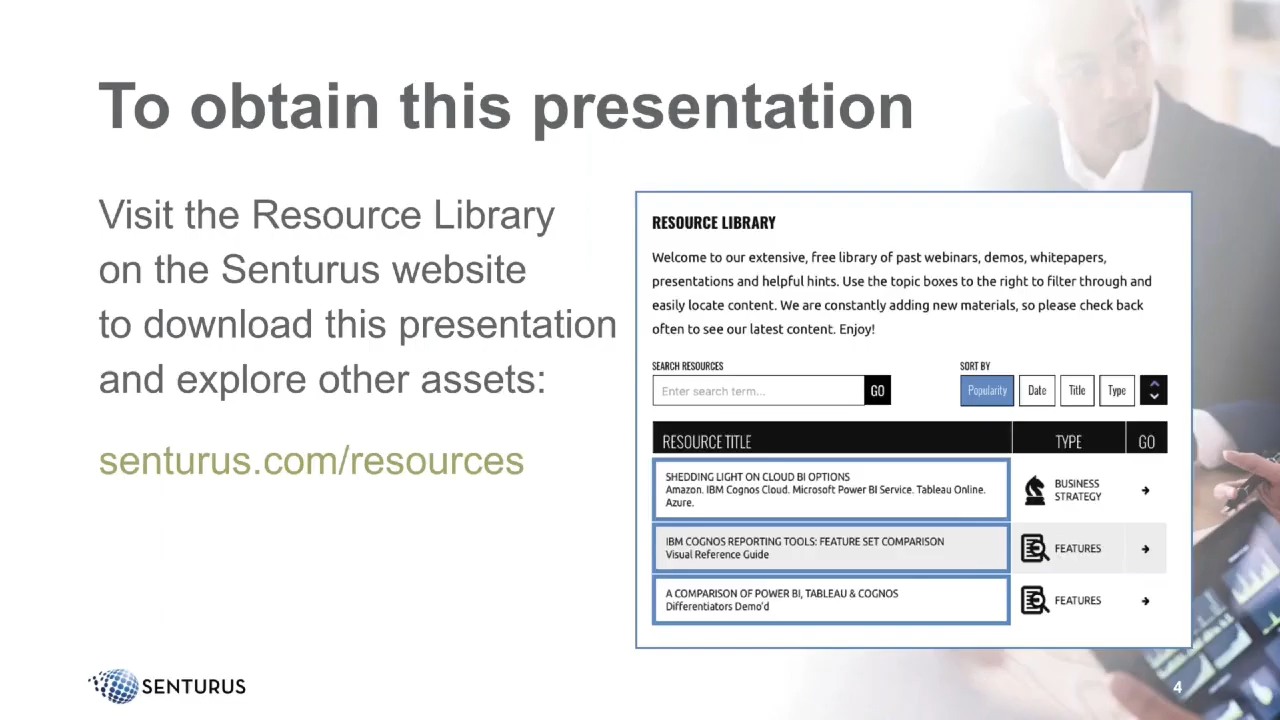 To obtain this presentation
Visit the Resource Library
on the Senturus website
to download this presentation
and explore other assets:
senturus.com/resources
RESOURCE LIBRARY
Welcome to our extensive, free library of past webinars, demos, whitepapers,
presentations and helpful hints. Use the topic boxes to the right to filter through and
easily locate content. We are constantly adding new materials, so please check back
often to see our latest content. Enjoy!
SEARCH RESOURCES
SORT BY
Enter search term...
GO
Popularity
Date
Title
Type
RESOURCE TITLE
TYPE
GO
SHEDDING LIGHT ON CLOUD BI OPTIONS
Amazon. IBM Cognos Cloud. Microsoft Power BI Service. Tableau Online.
Azure.
BUSINESS
STRATEGY
IBM COGNOS REPORTING TOOLS: FEATURE SET COMPARISON
Visual Reference Guide
FEATURES
A COMPARISON OF POWER BI, TABLEAU & COGNOS
Differentiators Demo'd
FEATURES
SENTURUS
4